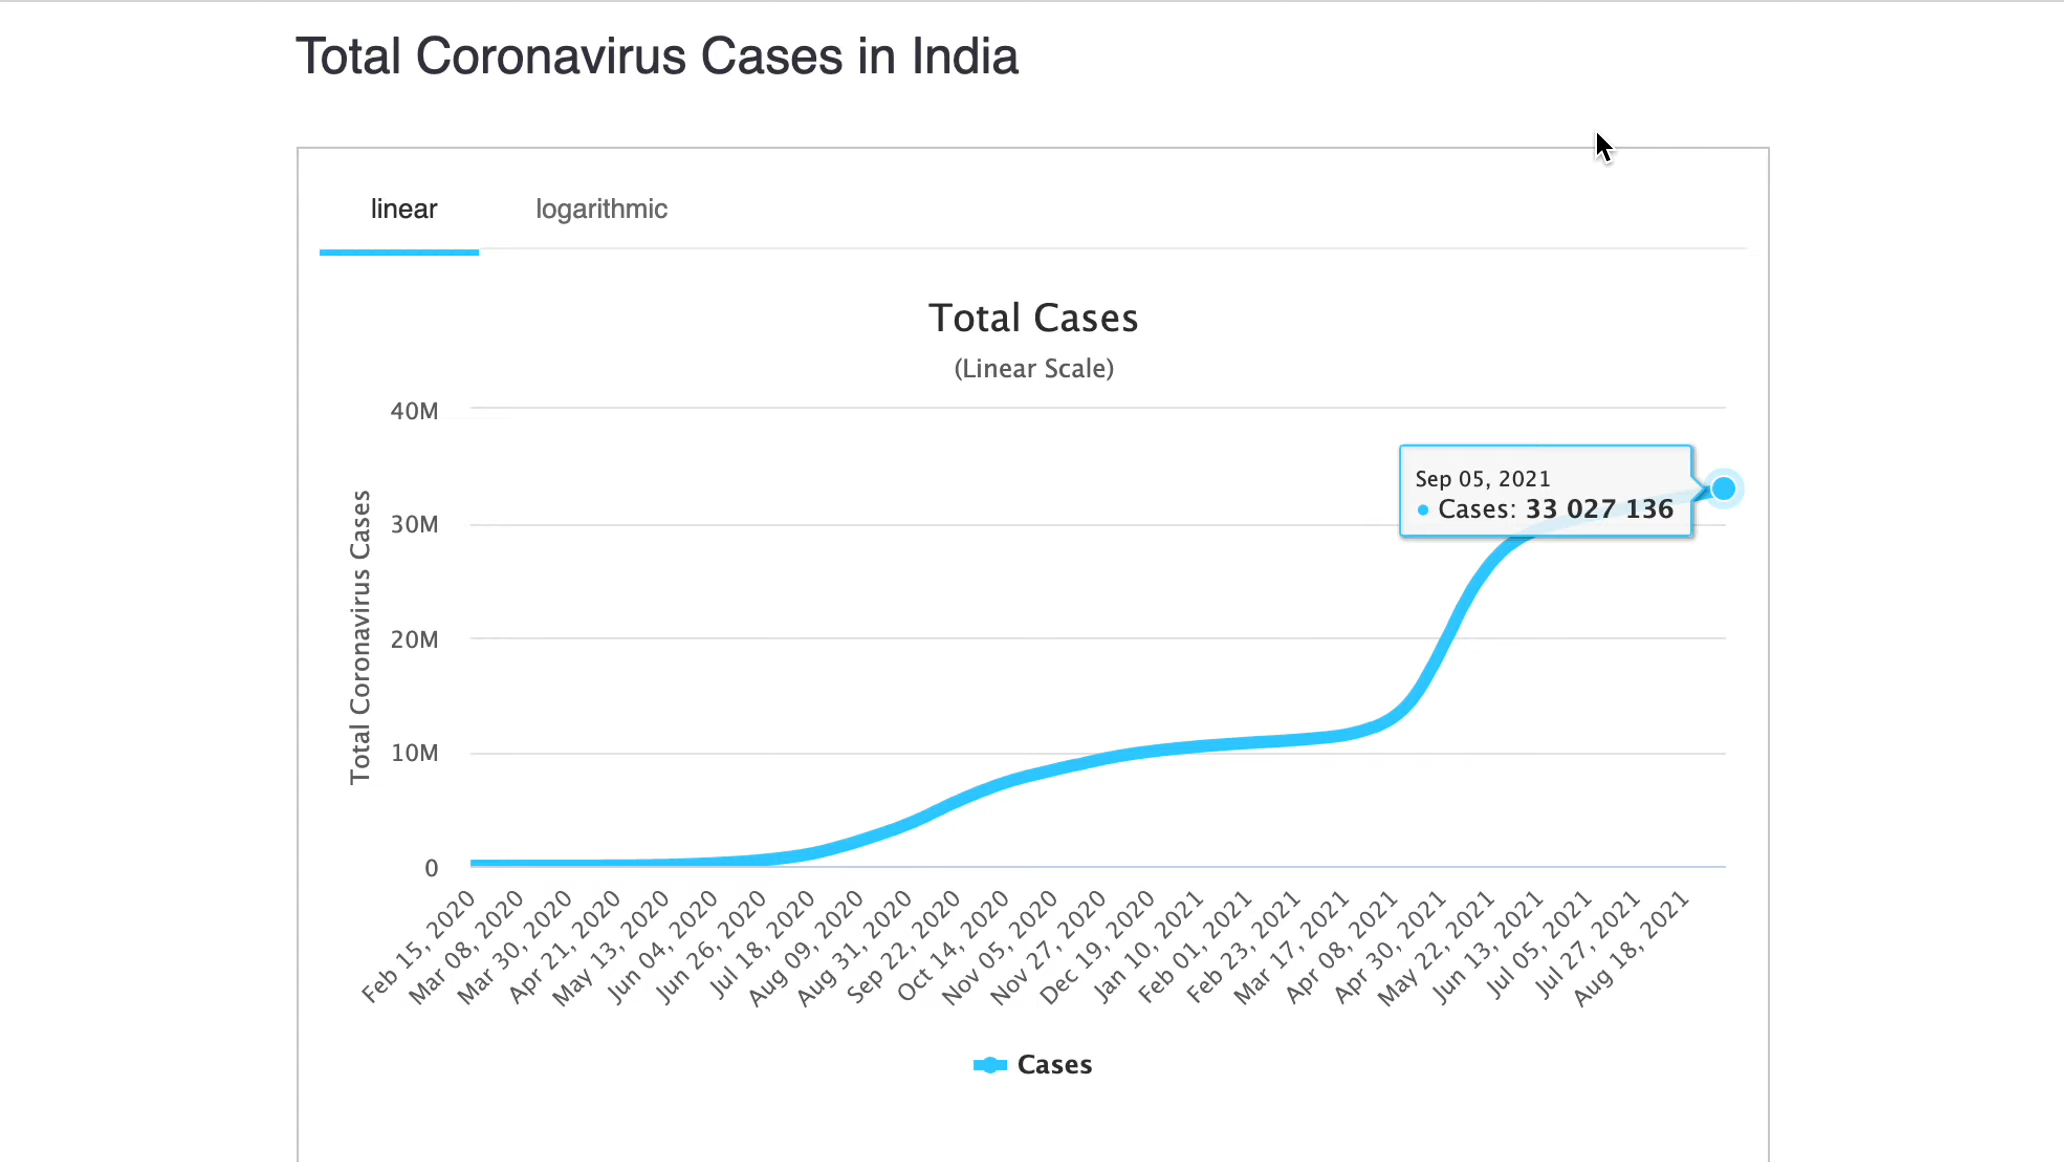 Total Coronavirus Cases in India
linear
logarithmic
Total Cases
(Linear Scale)
Total Coronavirus Cases
40M
30M
20M
10M
0
Sep 05, 2021
Cases: 33 027 136
Feb 15, 2020
Mar 08, 2020
Mar 30, 2020
Apr 21, 2020
May 13, 2020
Jun 04, 2020
Jun 26, 2020
Jul 18, 2020
Aug 09, 2020
Aug 31, 2020
Sep 22, 2020
Oct 14, 2020
Nov 05, 2020
Nov 27, 2020
Dec 19, 2020
Jan 10, 2021
Feb 01, 2021
Feb 23, 2021
Mar 17, 2021
Apr 08, 2021
Apr 30, 2021
May 22, 2021
Jun 13, 2021
Jul 05, 2021
Jul 27, 2021
Aug 18, 2021
Cases